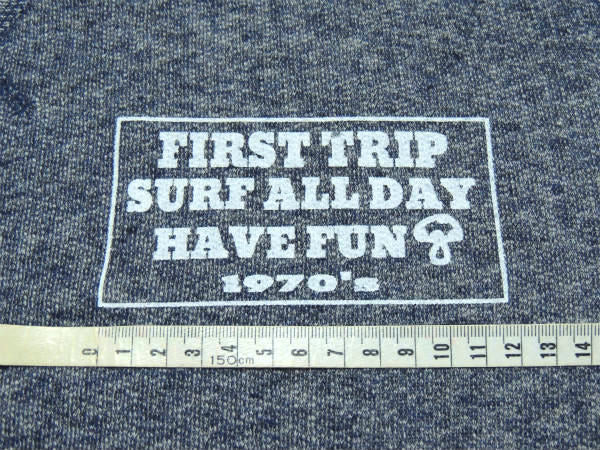 FIRST TRIP
SURF ALL DAY
HAVE FUN
1970's
0 1 2 3 4 5 6 7 8 9 10 11 12 13 14
150cm